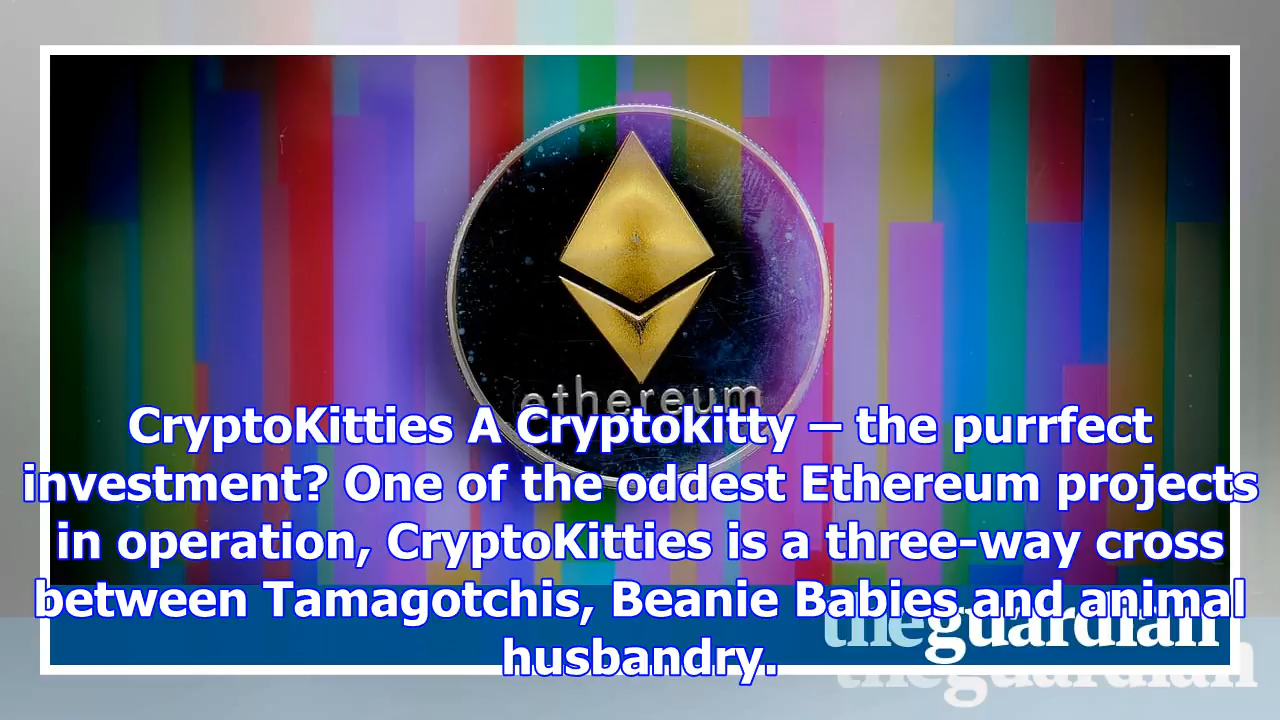 ethereum
CryptoKitties A Cryptokitty – the purrfect
investment? One of the oddest Ethereum projects
in operation, CryptoKitties is a three-way cross
between Tamagotchis, Beanie Babies and animal
husbandry.
theguardian
theguardian